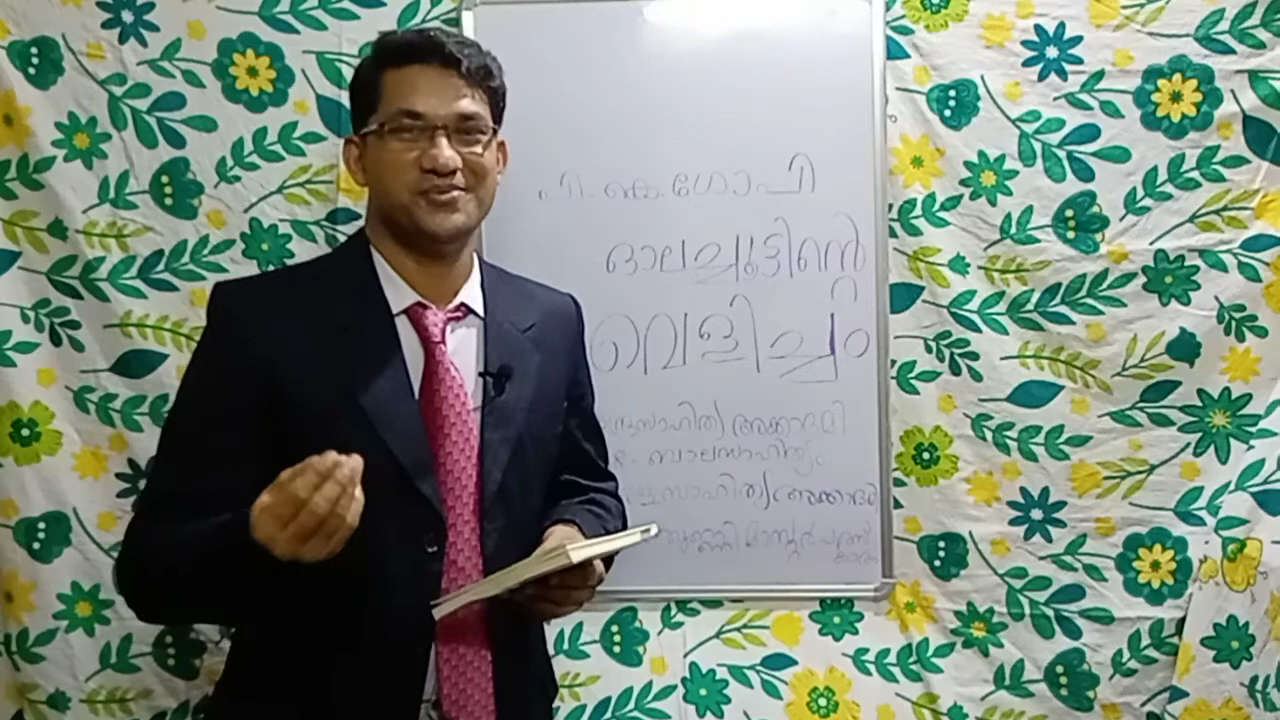 പി. കെ. ഗോപി
ഓലച്ചൂട്ടിന്റെ
വെളിച്ചം
സാഹിത്യ അക്കാദമി
ബാലസാഹിത്യം
സാഹിത്യ അക്കാദമി
മാസ്റ്റർ